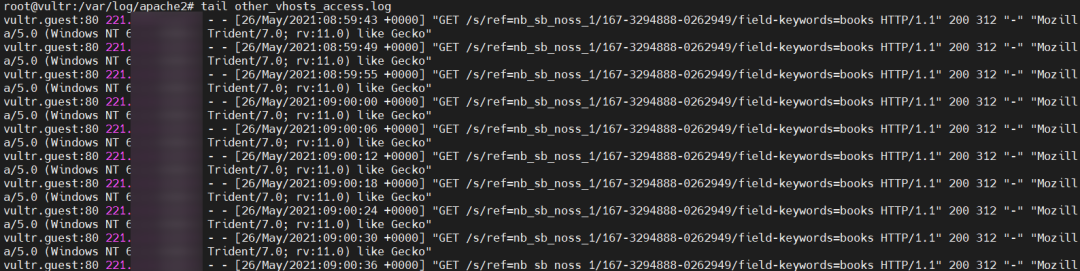 root@vultr:/var/log/apache2# tail other_vhosts_access.log
vultr.guest:80 221. - - [26/May/2021:08:59:43 +0000] "GET /s/ref=nb_sb_noss_1/167-3294888-0262949/field-keywords=books HTTP/1.1" 200 312 "-" "Mozill
a/5.0 (Windows NT 6 Trident/7.0; rv:11.0) like Gecko"
vultr.guest:80 221. - - [26/May/2021:08:59:49 +0000] "GET /s/ref=nb_sb_noss_1/167-3294888-0262949/field-keywords=books HTTP/1.1" 200 312 "-" "Mozill
a/5.0 (Windows NT 6 Trident/7.0; rv:11.0) like Gecko"
vultr.guest:80 221. - - [26/May/2021:08:59:55 +0000] "GET /s/ref=nb_sb_noss_1/167-3294888-0262949/field-keywords=books HTTP/1.1" 200 312 "-" "Mozill
a/5.0 (Windows NT 6 Trident/7.0; rv:11.0) like Gecko"
vultr.guest:80 221. - - [26/May/2021:09:00:00 +0000] "GET /s/ref=nb_sb_noss_1/167-3294888-0262949/field-keywords=books HTTP/1.1" 200 312 "-" "Mozill
a/5.0 (Windows NT 6 Trident/7.0; rv:11.0) like Gecko"
vultr.guest:80 221. - - [26/May/2021:09:00:06 +0000] "GET /s/ref=nb_sb_noss_1/167-3294888-0262949/field-keywords=books HTTP/1.1" 200 312 "-" "Mozill
a/5.0 (Windows NT 6 Trident/7.0; rv:11.0) like Gecko"
vultr.guest:80 221. - - [26/May/2021:09:00:12 +0000] "GET /s/ref=nb_sb_noss_1/167-3294888-0262949/field-keywords=books HTTP/1.1" 200 312 "-" "Mozill
a/5.0 (Windows NT 6 Trident/7.0; rv:11.0) like Gecko"
vultr.guest:80 221. - - [26/May/2021:09:00:18 +0000] "GET /s/ref=nb_sb_noss_1/167-3294888-0262949/field-keywords=books HTTP/1.1" 200 312 "-" "Mozill
a/5.0 (Windows NT 6 Trident/7.0; rv:11.0) like Gecko"
vultr.guest:80 221. - - [26/May/2021:09:00:24 +0000] "GET /s/ref=nb_sb_noss_1/167-3294888-0262949/field-keywords=books HTTP/1.1" 200 312 "-" "Mozill
a/5.0 (Windows NT 6 Trident/7.0; rv:11.0) like Gecko"
vultr.guest:80 221. - - [26/May/2021:09:00:30 +0000] "GET /s/ref=nb_sb_noss_1/167-3294888-0262949/field-keywords=books HTTP/1.1" 200 312 "-" "Mozill
a/5.0 (Windows NT 6 Trident/7.0; rv:11.0) like Gecko"
vultr.guest:80 221. - - [26/May/2021:09:00:36 +0000] "GET /s/ref=nb_sb_noss_1/167-3294888-0262949/field-keywords=books HTTP/1.1" 200 312 "-" "Mozill